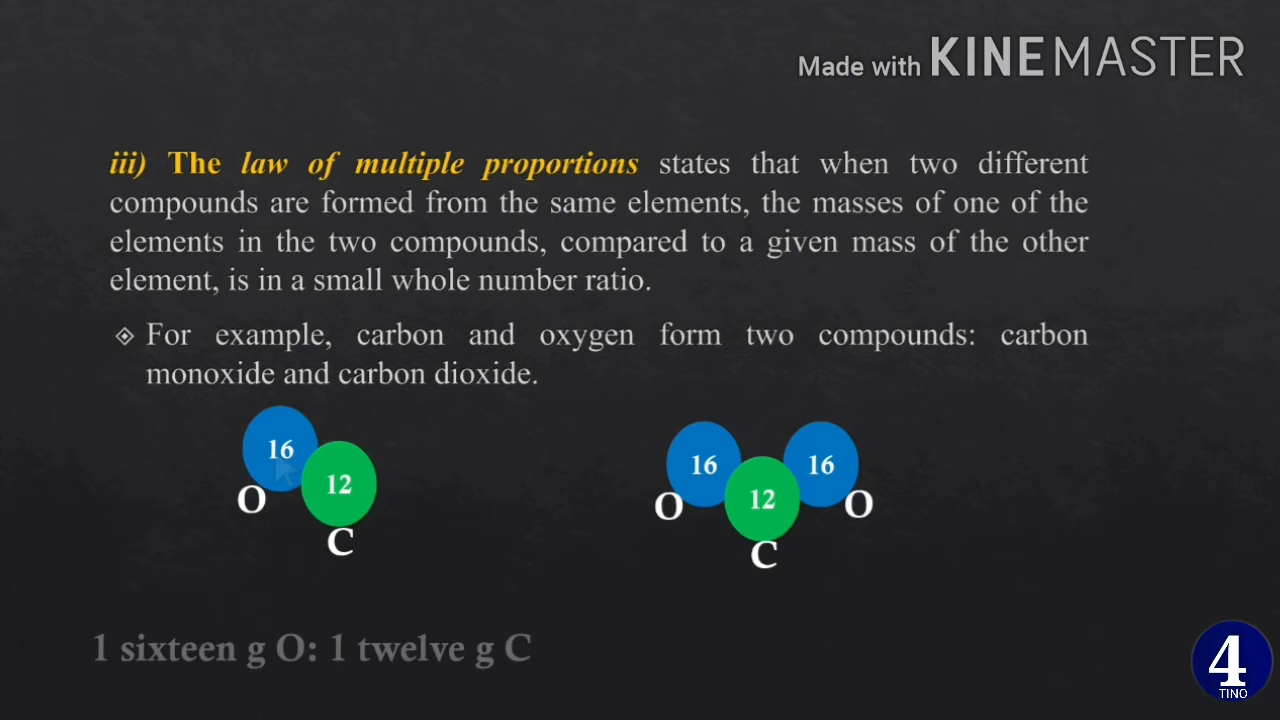 Made with KINEMASTER
iii) The law of multiple proportions states that when two different
compounds are formed from the same elements, the masses of one of the
elements in the two compounds, compared to a given mass of the other
element, is in a small whole number ratio.
For example, carbon and oxygen form two compounds: carbon
monoxide and carbon dioxide.
16
12
O
C
16
16
12
O
O
C
1 sixteen g O: 1 twelve g C
4
TINO